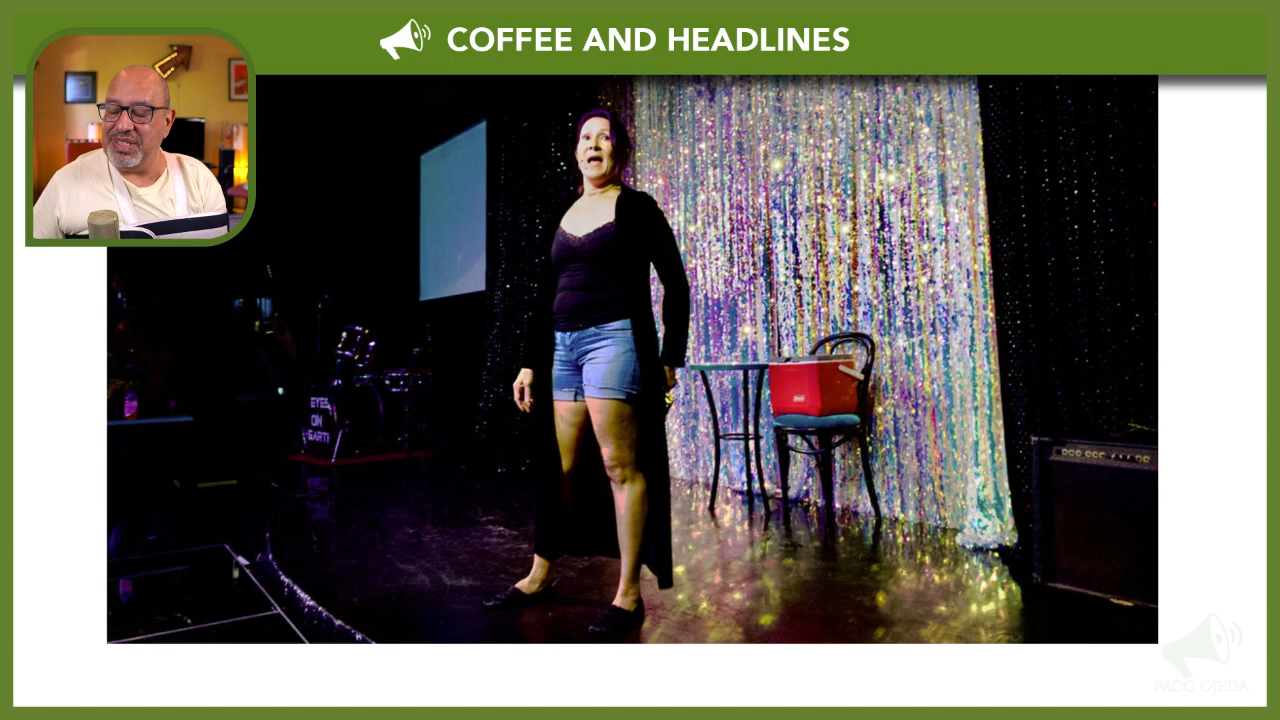 COFFEE AND HEADLINES
EYES
ON
EARTH
PACO OJEDA